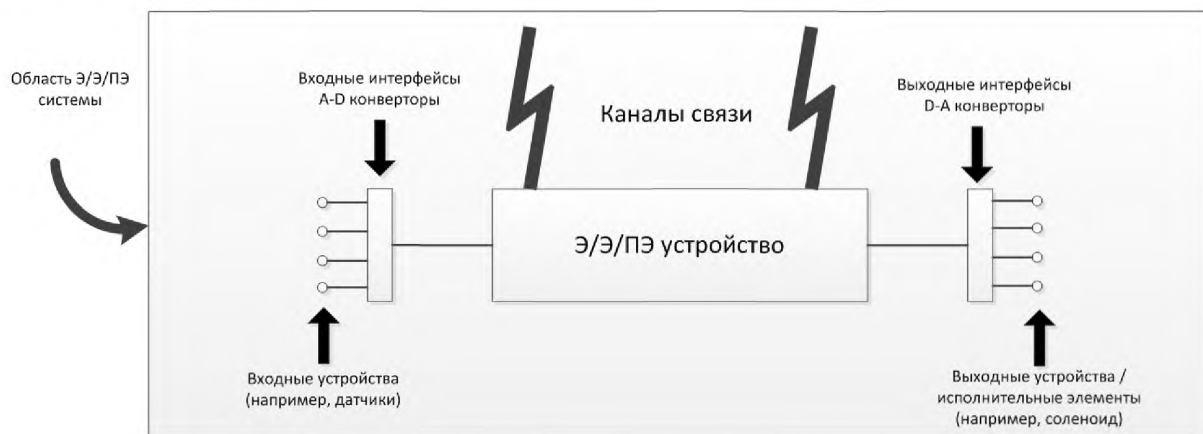 Область Э/Э/ПЭ
системы
Входные интерфейсы
A-D конверторы
Каналы связи
Выходные интерфейсы
D-A конверторы
Э/Э/ПЭ устройство
Входные устройства
(например, датчики)
Выходные устройства /
исполнительные элементы
(например, соленоид)